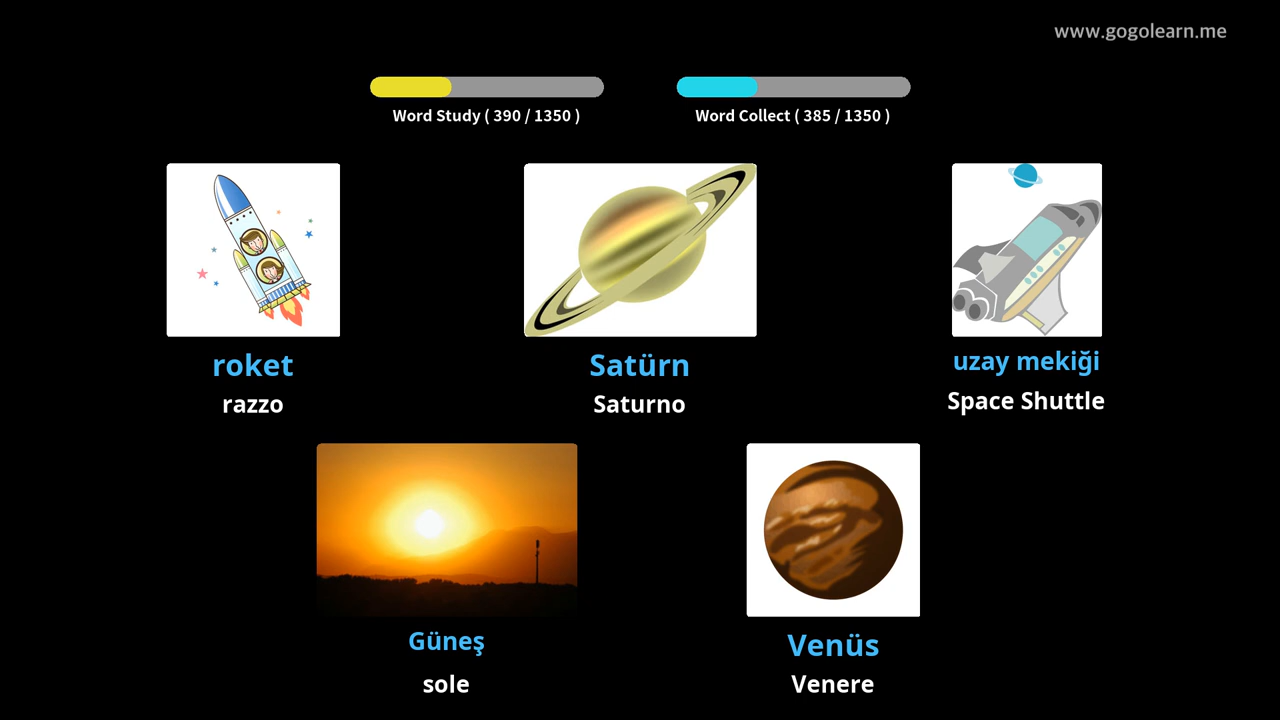 www.gogolearn.me
Word Study ( 390 / 1350 )
Word Collect ( 385 / 1350 )
roket
razzo
Satürn
Saturno
uzay mekiği
Space Shuttle
Güneş
sole
Venüs
Venere